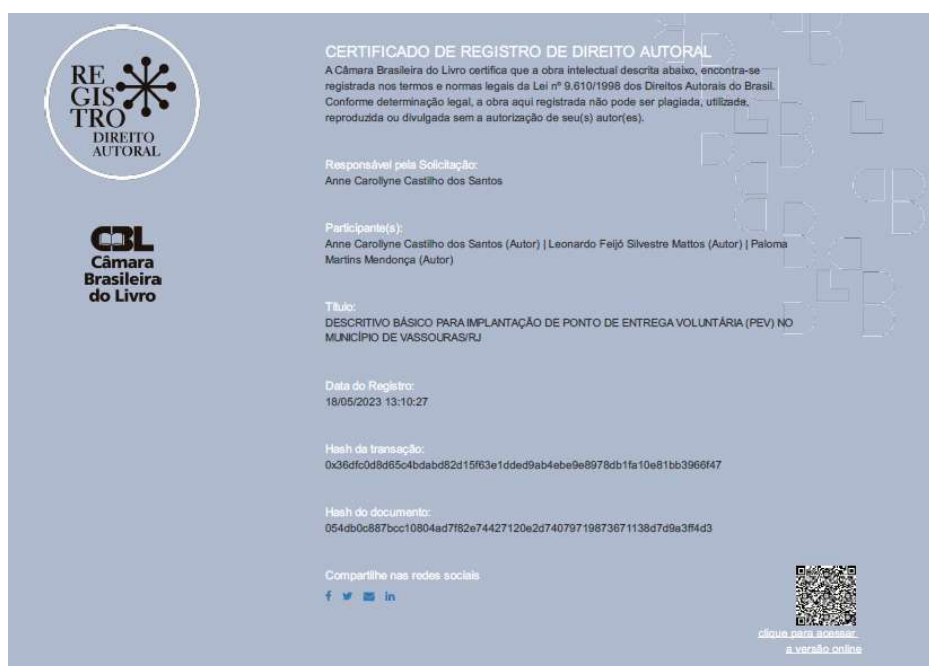 RE
GIS
TRO
DIREITO
AUTORAL
CBL
Câmara
Brasileira
do Livro
CERTIFICADO DE REGISTRO DE DIREITO AUTORAL
A Câmara Brasileira do Livro certifica que a obra intelectual descrita abaixo, encontra-se
registrada nos termos e normas legais da Lei nº 9.610/1998 dos Direitos Autorais do Brasil.
Conforme determinação legal, a obra aqui registrada não pode ser plagiada, utilizada,
reproduzida ou divulgada sem a autorização de seu(s) autor(es).
Responsável pela Solicitação:
Anne Carollyne Castilho dos Santos
Participante(s):
Anne Carollyne Castilho dos Santos (Autor) | Leonardo Feijó Silvestre Mattos (Autor) | Paloma
Martins Mendonça (Autor)
Título:
DESCRITIVO BÁSICO PARA IMPLANTAÇÃO DE PONTO DE ENTREGA VOLUNTÁRIA (PEV) NO
MUNICÍPIO DE VASSOURAS/RJ
Data do Registro:
18/05/2023 13:10:27
Hash da transação:
0x36dfc0d8d65c4bdabd82d15f63e1dded9ab4ebe9e8978db1fa10e81bb3966f47
Hash do documento:
054db0c887bcc10804ad7f82e74427120e2d74079719873671138d7d9a3ff4d3
Compartilhe nas redes sociais
clique para acessar
a versão online